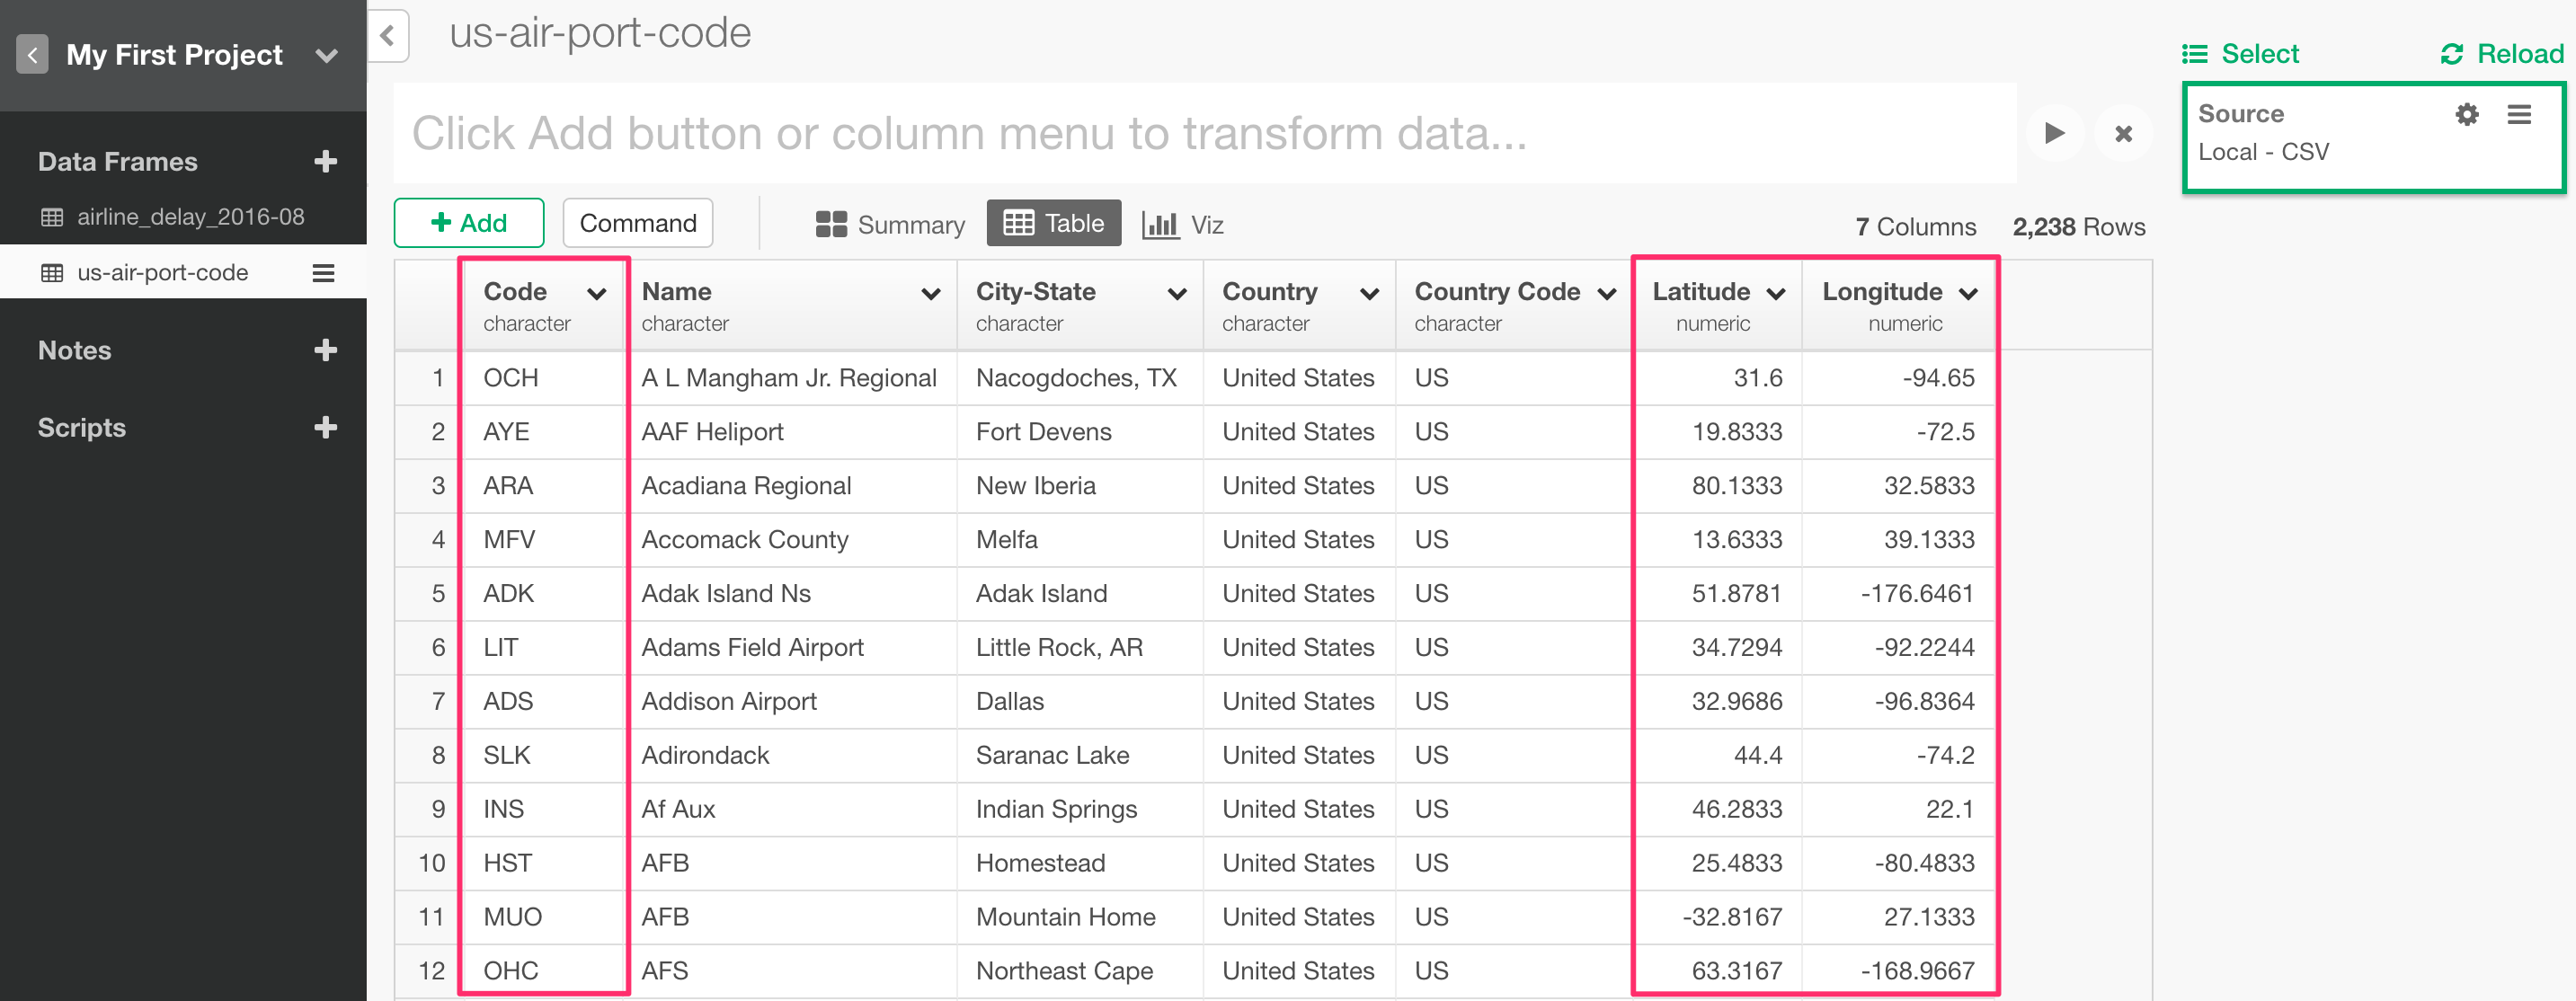 My First Project
us-air-port-code
Select
Reload
Source
Local - CSV
Click Add button or column menu to transform data...
Data Frames
airline_delay_2016-08
us-air-port-code
Notes
Scripts
Add
Command
Summary
Table
Viz
7 Columns
2,238 Rows
Code Name City-State Country Country Code Latitude Longitude
character character character character character numeric numeric
1 OCH A L Mangham Jr. Regional Nacogdoches, TX United States US 31.6 -94.65
2 AYE AAF Heliport Fort Devens United States US 19.8333 -72.5
3 ARA Acadiana Regional New Iberia United States US 80.1333 32.5833
4 MFV Accomack County Melfa United States US 13.6333 39.1333
5 ADK Adak Island Ns Adak Island United States US 51.8781 -176.6461
6 LIT Adams Field Airport Little Rock, AR United States US 34.7294 -92.2244
7 ADS Addison Airport Dallas United States US 32.9686 -96.8364
8 SLK Adirondack Saranac Lake United States US 44.4 -74.2
9 INS Af Aux Indian Springs United States US 46.2833 22.1
10 HST AFB Homestead United States US 25.4833 -80.4833
11 MUO AFB Mountain Home United States US -32.8167 27.1333
12 OHC AFS Northeast Cape United States US 63.3167 -168.9667